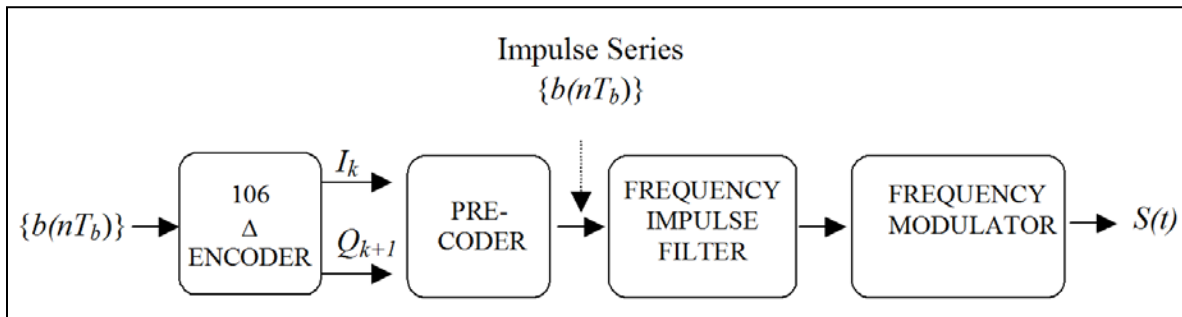 Impulse Series
{b(nT_b)}
{b(nT_b)}
106
Δ
ENCODER
I_k
Q_{k+1}
PRE-
CODER
FREQUENCY
IMPULSE
FILTER
FREQUENCY
MODULATOR
S(t)